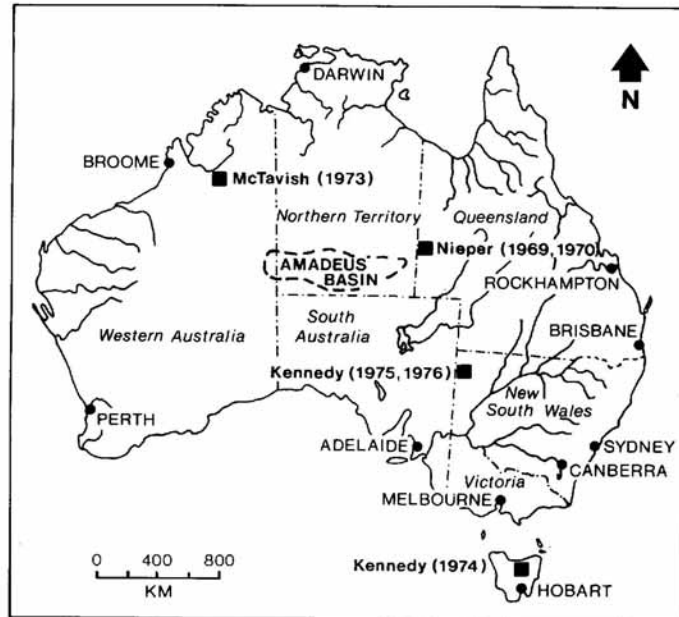 DARWIN
N
BROOME
McTavish (1973)
Northern Territory
Queensland
Nieper (1969, 1970)
AMADEUS
BASIN
ROCKHAMPTON
South
Australia
Western Australia
BRISBANE
Kennedy (1975, 1976)
New
South Wales
PERTH
ADELAIDE
SYDNEY
CANBERRA
Victoria
MELBOURNE
0 400 800
KM
Kennedy (1974)
HOBART